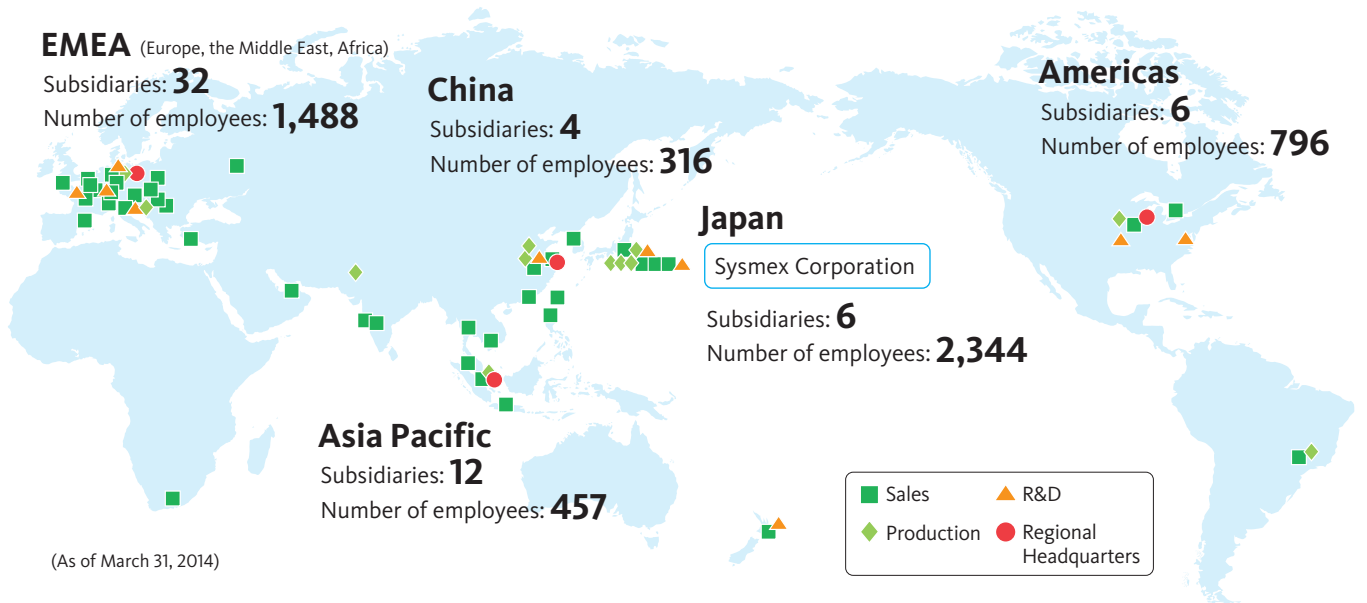 EMEA (Europe, the Middle East, Africa)
Subsidiaries: 32
Number of employees: 1,488
China
Subsidiaries: 4
Number of employees: 316
Americas
Subsidiaries: 6
Number of employees: 796
Japan
Sysmex Corporation
Subsidiaries: 6
Number of employees: 2,344
Asia Pacific
Subsidiaries: 12
Number of employees: 457
Sales
R&D
Production
Regional
Headquarters
(As of March 31, 2014)